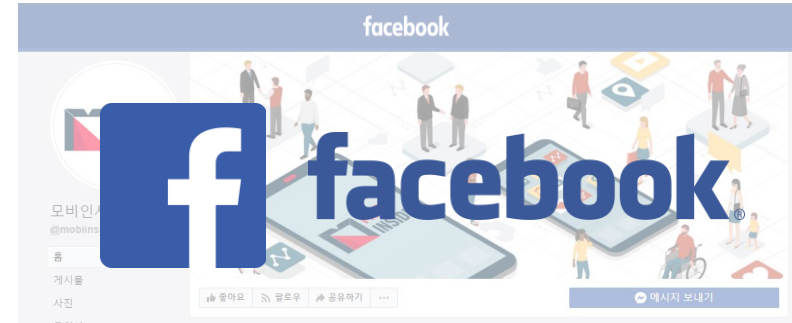 facebook
f facebook®
모비인
@mobiins
홈
게시물
사진
좋아요 팔로우 공유하기 ...
메시지 보내기
INSIDE